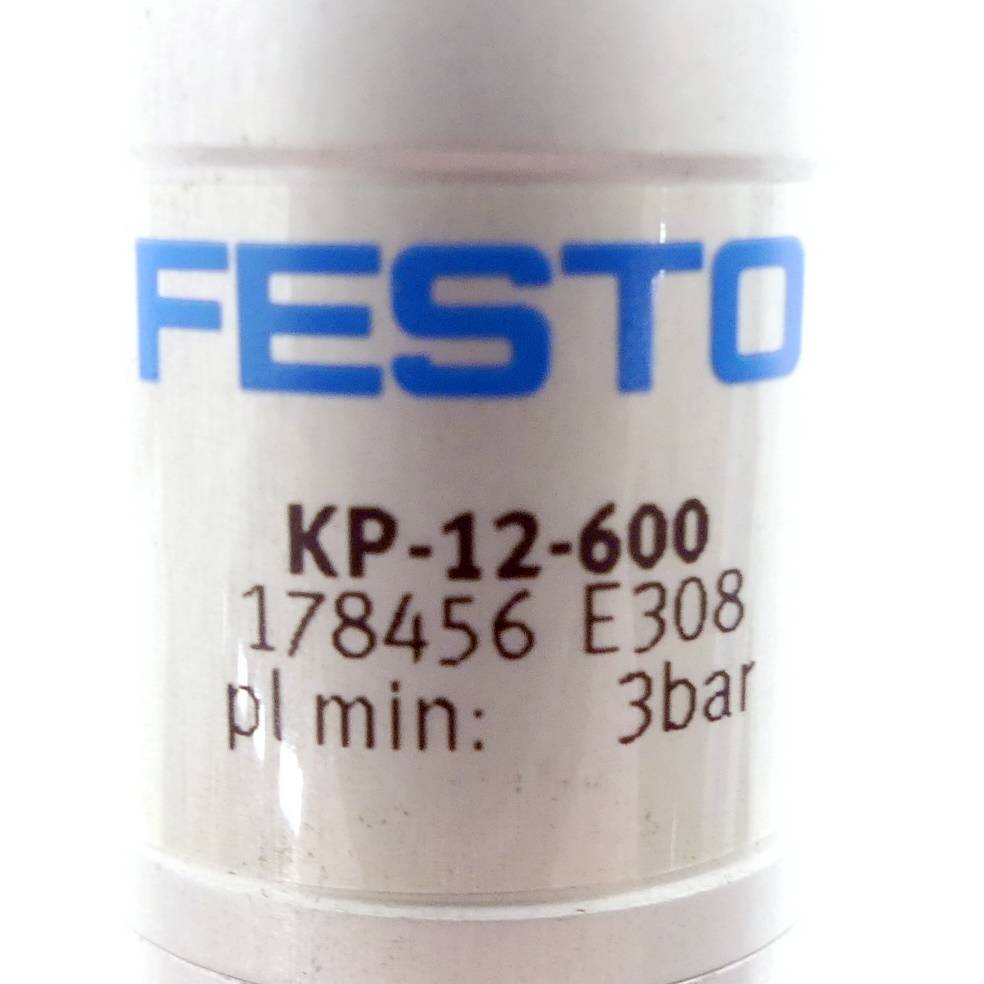 FESTO
KP-12-600
178456 E308
pl min: 3bar